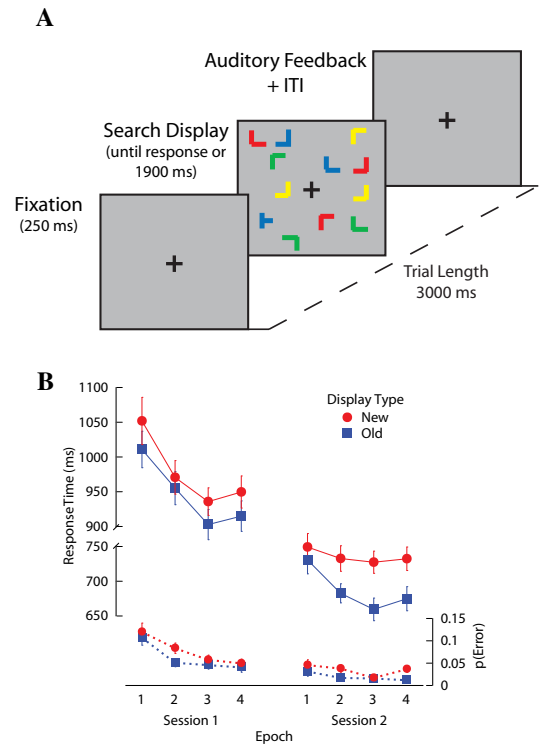 A
Auditory Feedback
+ ITI
Search Display
(until response or
1900 ms)
Fixation
(250 ms)
Trial Length
3000 ms
B
Response Time (ms)
1100
1050
1000
950
900
750
700
650
Display Type
New
Old
0.15
0.1
0.05
0
p(Error)
1 2 3 4 1 2 3 4
Session 1 Session 2
Epoch